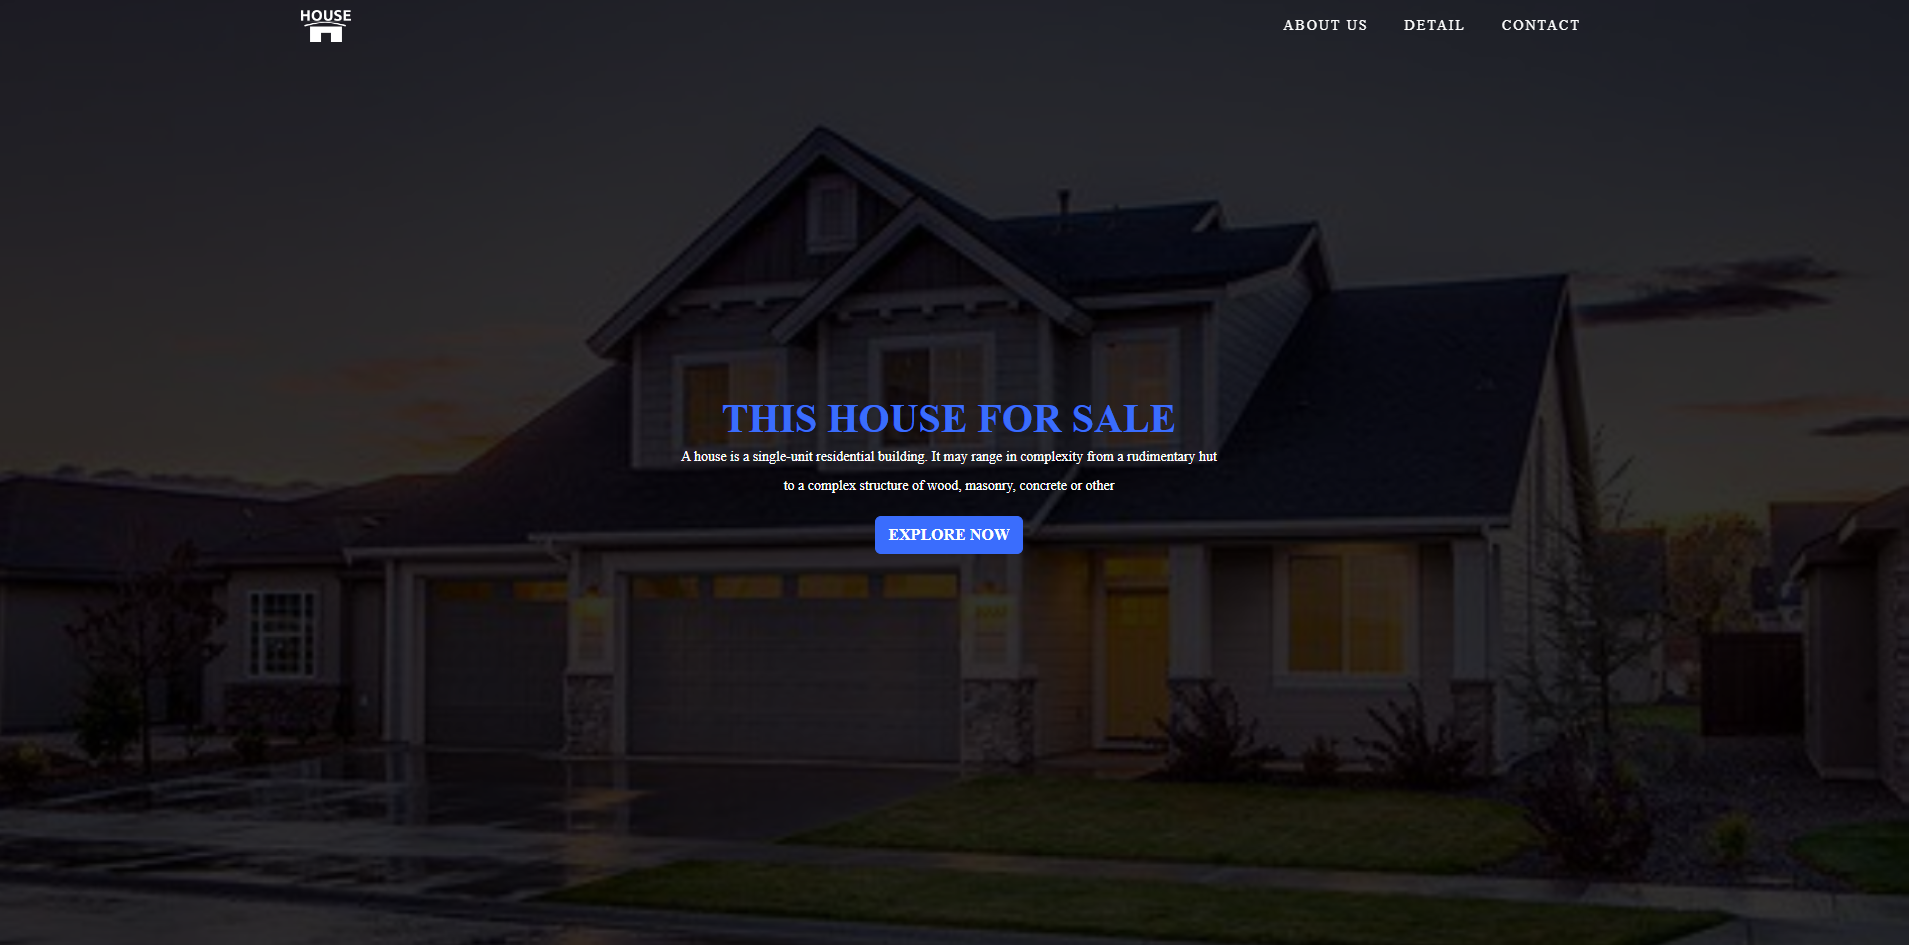 HOUSE
ABOUT US DETAIL CONTACT
THIS HOUSE FOR SALE
A house is a single-unit residential building. It may range in complexity from a rudimentary hut
to a complex structure of wood, masonry, concrete or other
EXPLORE NOW